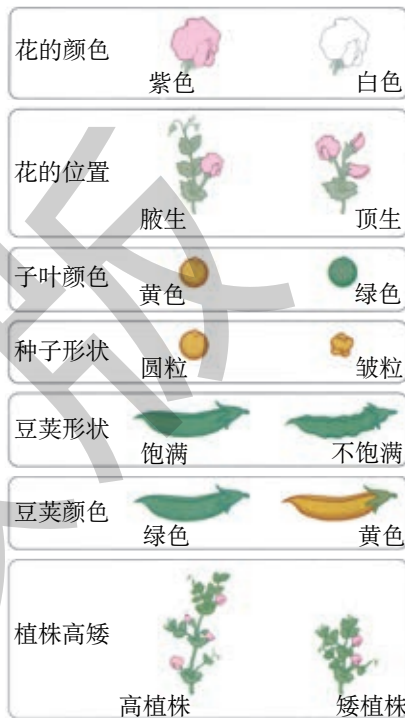 花的颜色
紫色 白色
花的位置
腋生 顶生
子叶颜色
黄色 绿色
种子形状
圆粒 皱粒
豆荚形状
饱满 不饱满
豆荚颜色
绿色 黄色
植株高矮
高植株 矮植株
版